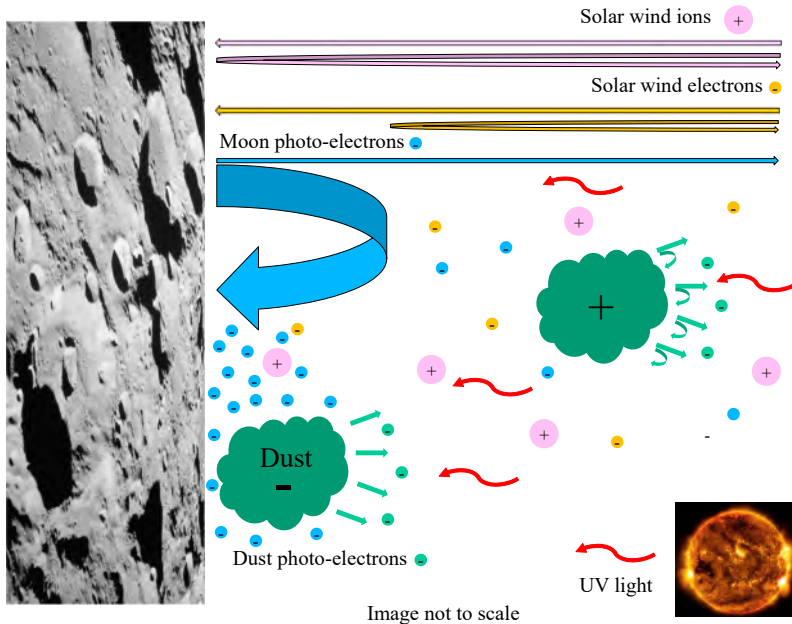 Solar wind ions +
Solar wind electrons -
Moon photo-electrons -
+
Dust
-
Dust photo-electrons -
UV light
Image not to scale